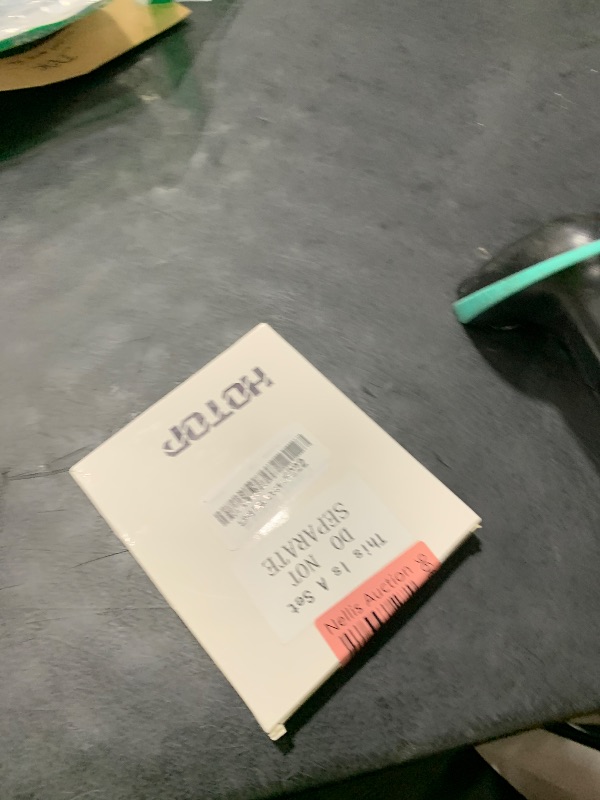 HOTOP
This Is A Set
DO NOT
SEPARATE
Nellis Auction